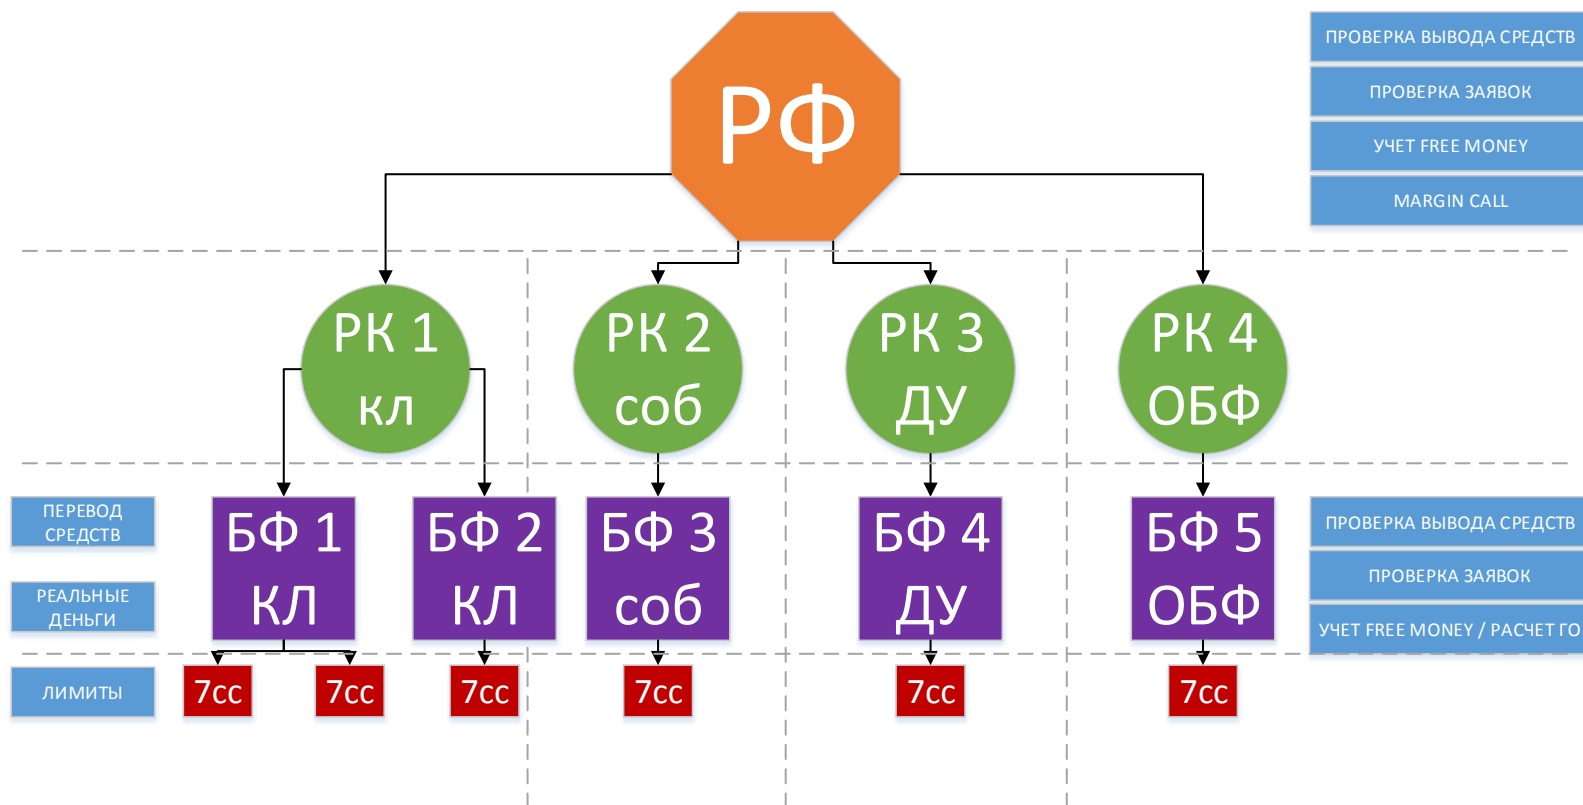 РФ
ПРОВЕРКА ВЫВОДА СРЕДСТВ
ПРОВЕРКА ЗАЯВОК
УЧЕТ FREE MONEY
MARGIN CALL
РК 1
кл
РК 2
соб
РК 3
ДУ
РК 4
ОБФ
ПЕРЕВОД
СРЕДСТВ
РЕАЛЬНЫЕ
ДЕНЬГИ
БФ 1
КЛ
БФ 2
КЛ
БФ 3
соб
БФ 4
ДУ
БФ 5
ОБФ
ПРОВЕРКА ВЫВОДА СРЕДСТВ
ПРОВЕРКА ЗАЯВОК
УЧЕТ FREE MONEY / РАСЧЕТ ГО
ЛИМИТЫ
7сс
7сс
7сс
7сс
7сс
7сс